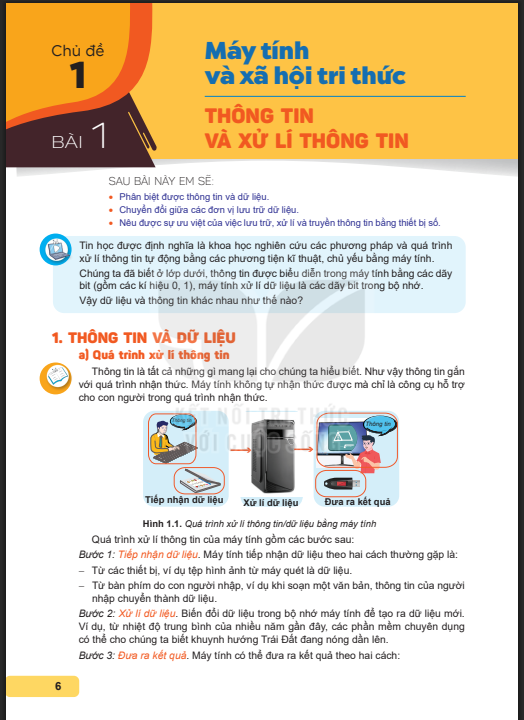 Chủ đề
1
Máy tính
và xã hội tri thức
BÀI 1
THÔNG TIN
VÀ XỬ LÍ THÔNG TIN
SAU BÀI NÀY EM SẼ:
• Phân biệt được thông tin và dữ liệu.
• Chuyển đổi giữa các đơn vị lưu trữ dữ liệu.
• Nêu được sự ưu việt của việc lưu trữ, xử lí và truyền thông tin bằng thiết bị số.
Tin học được định nghĩa là khoa học nghiên cứu các phương pháp và quá trình
xử lí thông tin tự động bằng các phương tiện kĩ thuật, chủ yếu bằng máy tính.
Chúng ta đã biết ở lớp dưới, thông tin được biểu diễn trong máy tính bằng các dãy
bit (gồm các kí hiệu 0, 1), máy tính xử lí dữ liệu là các dãy bit trong bộ nhớ.
Vậy dữ liệu và thông tin khác nhau như thế nào?
1. THÔNG TIN VÀ DỮ LIỆU
a) Quá trình xử lí thông tin
Thông tin là tất cả những gì mang lại cho chúng ta hiểu biết. Như vậy thông tin gắn
với quá trình nhận thức. Máy tính không tự nhận thức được mà chỉ là công cụ hỗ trợ
cho con người trong quá trình nhận thức.
KẾT NỐI TRI THỨC
VỚI CUỘC SỐNG
Thông tin
Thông tin
Tiếp nhận dữ liệu
Xử lí dữ liệu
Đưa ra kết quả
Hình 1.1. Quá trình xử lí thông tin/dữ liệu bằng máy tính
Quá trình xử lí thông tin của máy tính gồm các bước sau:
Bước 1: Tiếp nhận dữ liệu. Máy tính tiếp nhận dữ liệu theo hai cách thường gặp là:
– Từ các thiết bị, ví dụ tệp hình ảnh từ máy quét là dữ liệu.
– Từ bàn phím do con người nhập, ví dụ khi soạn một văn bản, thông tin của người
nhập chuyển thành dữ liệu.
Bước 2: Xử lí dữ liệu. Biến đổi dữ liệu trong bộ nhớ máy tính để tạo ra dữ liệu mới.
Ví dụ, từ nhiệt độ trung bình của nhiều năm gần đây, các phần mềm chuyên dụng
có thể cho chúng ta biết khuynh hướng Trái Đất đang nóng dần lên.
Bước 3: Đưa ra kết quả. Máy tính có thể đưa ra kết quả theo hai cách:
6